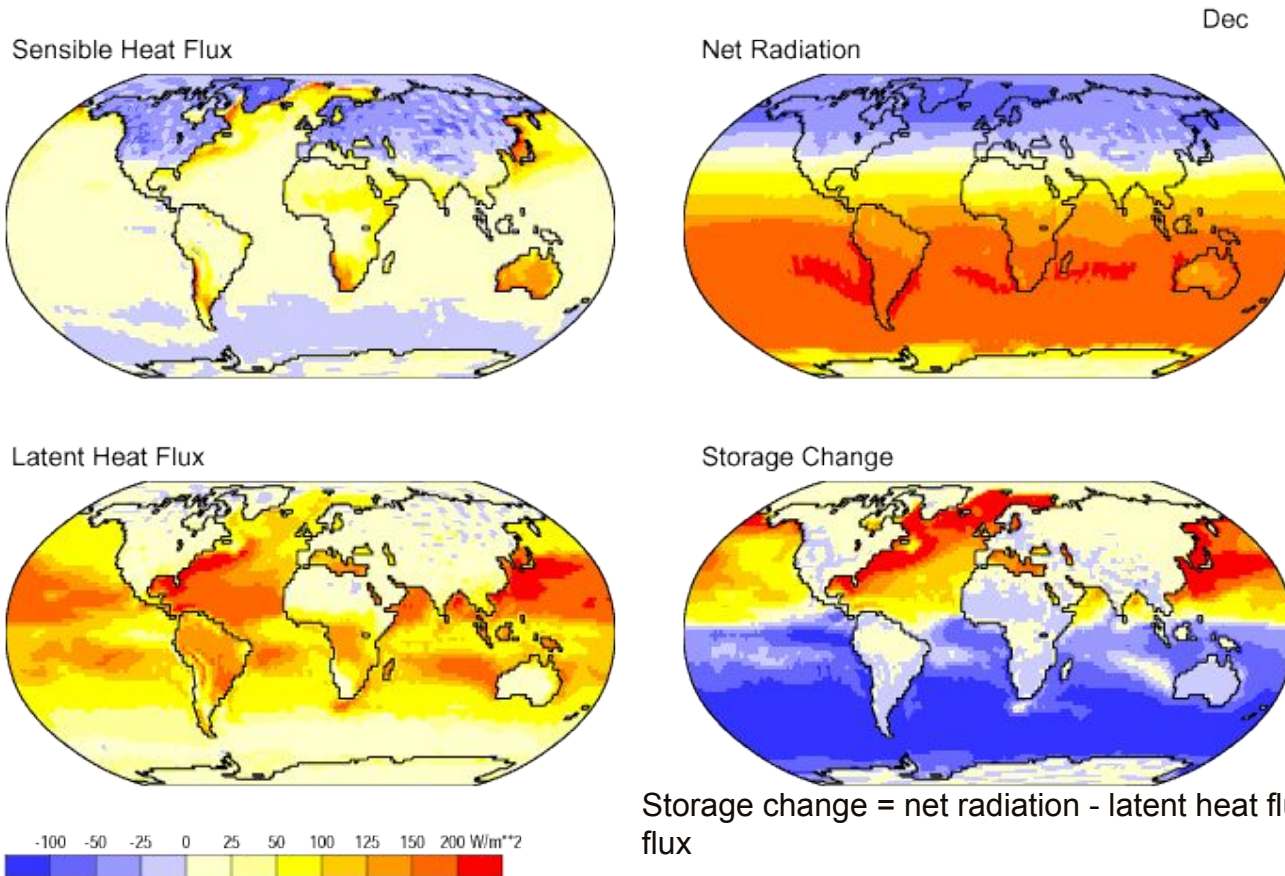 Dec
Sensible Heat Flux
Net Radiation
Latent Heat Flux
Storage Change
Storage change = net radiation - latent heat
flux
-100 -50 -25 0 25 50 100 125 150 200 W/m**2